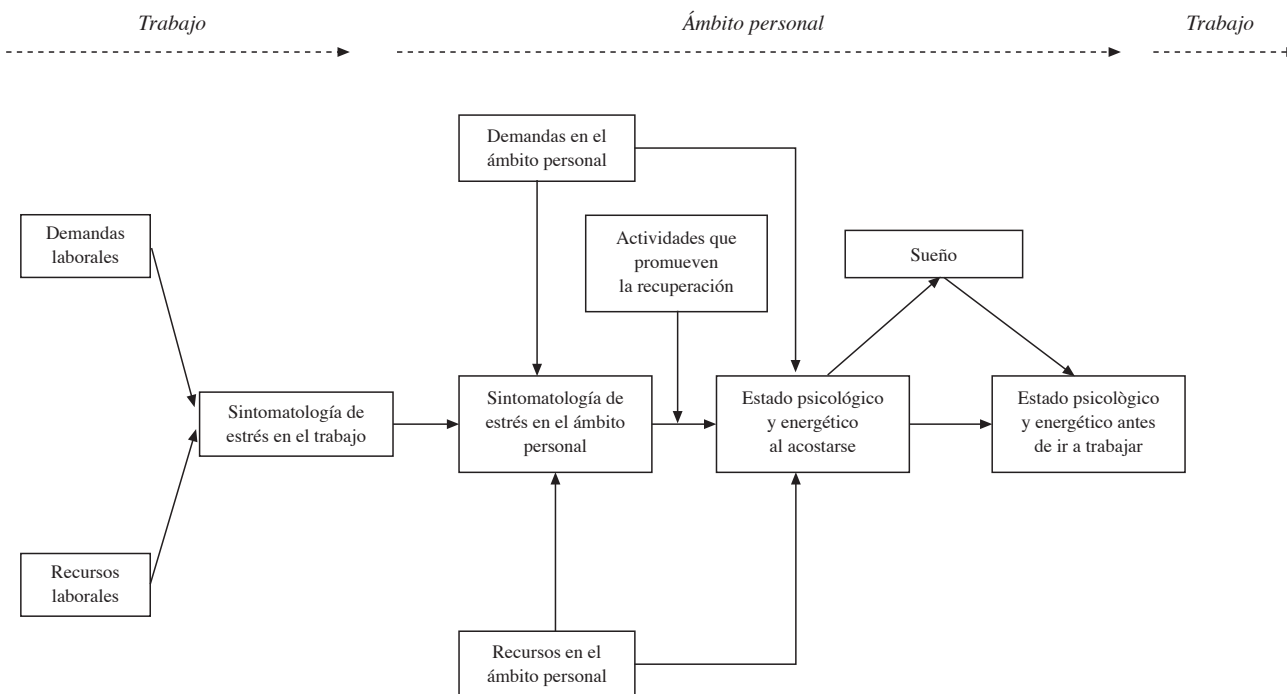 Trabajo
Ámbito personal
Trabajo
Demandas en el
ámbito personal
Demandas
laborales
Actividades que
promueven
la recuperación
Sueño
Sintomatología de
estrés en el trabajo
Sintomatología de
estrés en el ámbito
personal
Estado psicológico
y energético
al acostarse
Estado psicològico
y energético antes
de ir a trabajar
Recursos
laborales
Recursos en el
ámbito personal